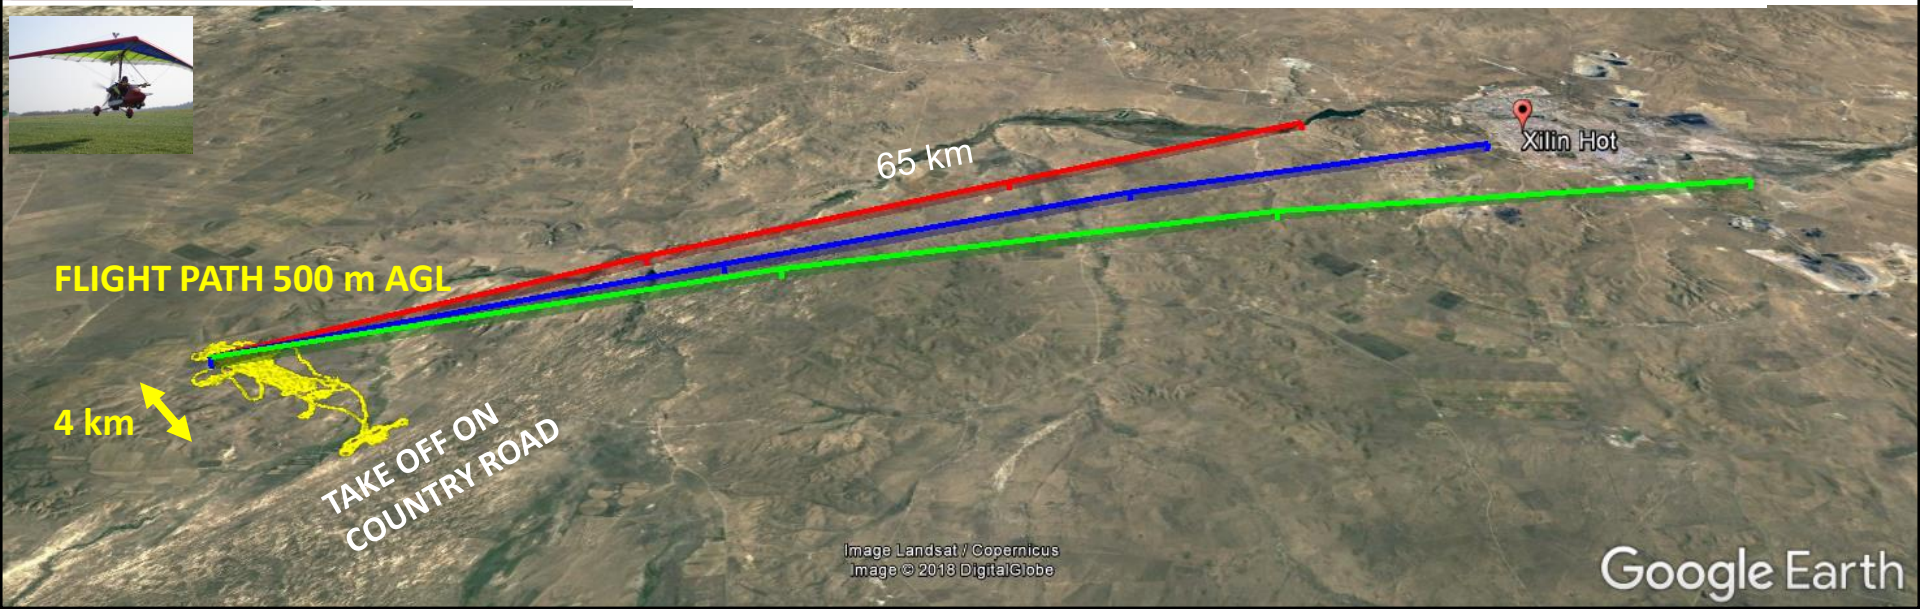 65 km
Xilin Hot
FLIGHT PATH 500 m AGL
4 km
TAKE OFF ON
COUNTRY ROAD
Image Landsat / Copernicus
Image © 2018 DigitalGlobe
Google Earth